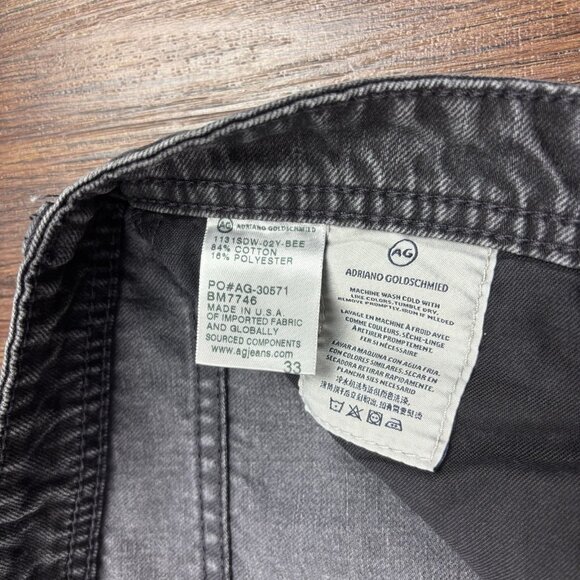 AG ADRIANO GOLDSCHMIED
1131SDW-02Y-BEE
84% COTTON
16% POLYESTER
PO#AG-30571
BM7746
MADE IN U.S.A.
OF IMPORTED FABRIC
AND GLOBALLY
SOURCED COMPONENTS
www.agjeans.com
33
AG
ADRIANO GOLDSCHMIED
MACHINE WASH COLD WITH
LIKE COLORS. TUMBLE DRY.
REMOVE PROMPTLY. IRON IF NEEDED
LAVAGE EN MACHINE À FROID AVEC
COMME COULEURS. SÈCHE-LINGE
À RETIRER PROMPTEMENT.
FER SI NÉCESSAIRE
LAVAR A MAQUINA CON AGUA FRIA.
CON COLORES SIMILARES. SECAR EN
SECADORA RETIRAR RAPIDAMENTE.
PLANCHA SIES NECESARIO.